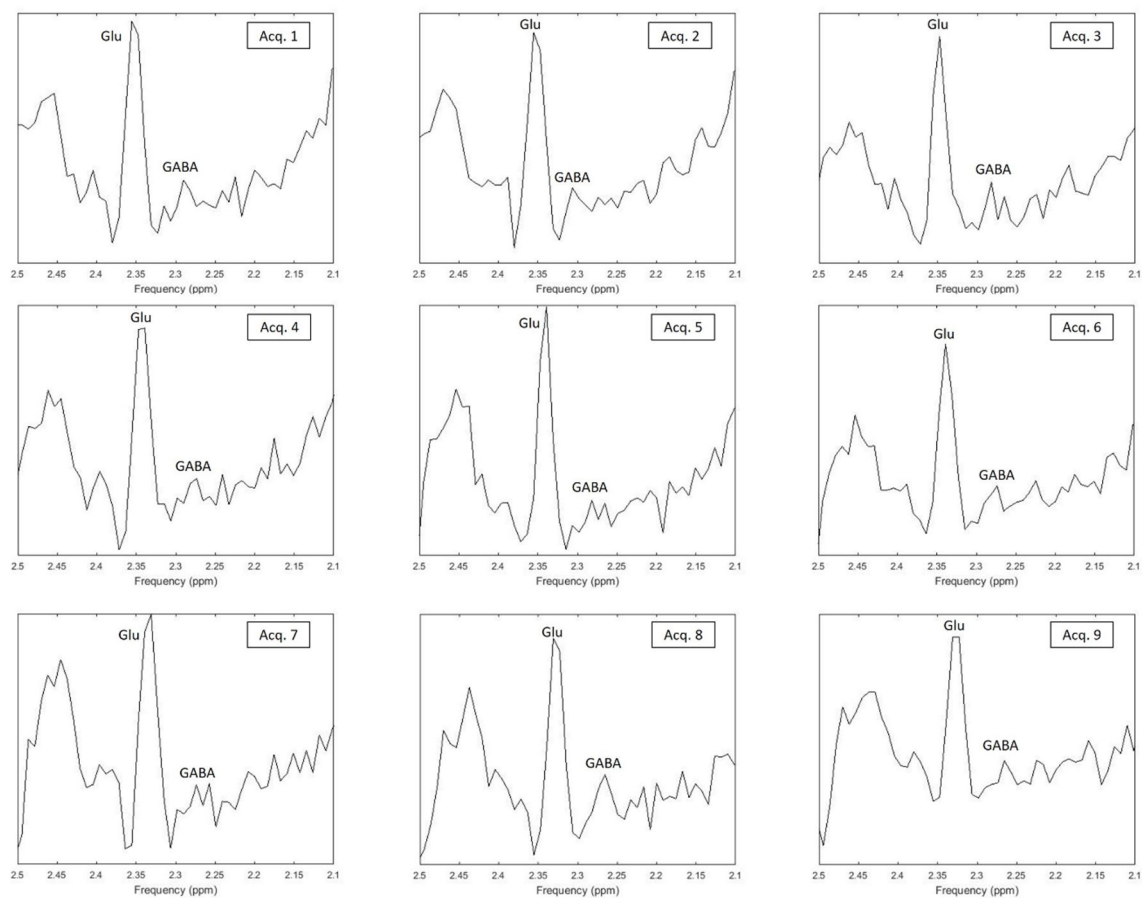 Glu
Acq. 1
GABA
2.5 2.45 2.4 2.35 2.3 2.25 2.2 2.15 2.1
Frequency (ppm)
Glu
Acq. 2
GABA
2.5 2.45 2.4 2.35 2.3 2.25 2.2 2.15 2.1
Frequency (ppm)
Glu
Acq. 3
GABA
2.5 2.45 2.4 2.35 2.3 2.25 2.2 2.15 2.1
Frequency (ppm)
Glu
Acq. 4
GABA
2.5 2.45 2.4 2.35 2.3 2.25 2.2 2.15 2.1
Frequency (ppm)
Glu
Acq. 5
GABA
2.5 2.45 2.4 2.35 2.3 2.25 2.2 2.15 2.1
Frequency (ppm)
Glu
Acq. 6
GABA
2.5 2.45 2.4 2.35 2.3 2.25 2.2 2.15 2.1
Frequency (ppm)
Glu
Acq. 7
GABA
2.5 2.45 2.4 2.35 2.3 2.25 2.2 2.15 2.1
Frequency (ppm)
Glu
Acq. 8
GABA
2.5 2.45 2.4 2.35 2.3 2.25 2.2 2.15 2.1
Frequency (ppm)
Glu
Acq. 9
GABA
2.5 2.45 2.4 2.35 2.3 2.25 2.2 2.15 2.1
Frequency (ppm)